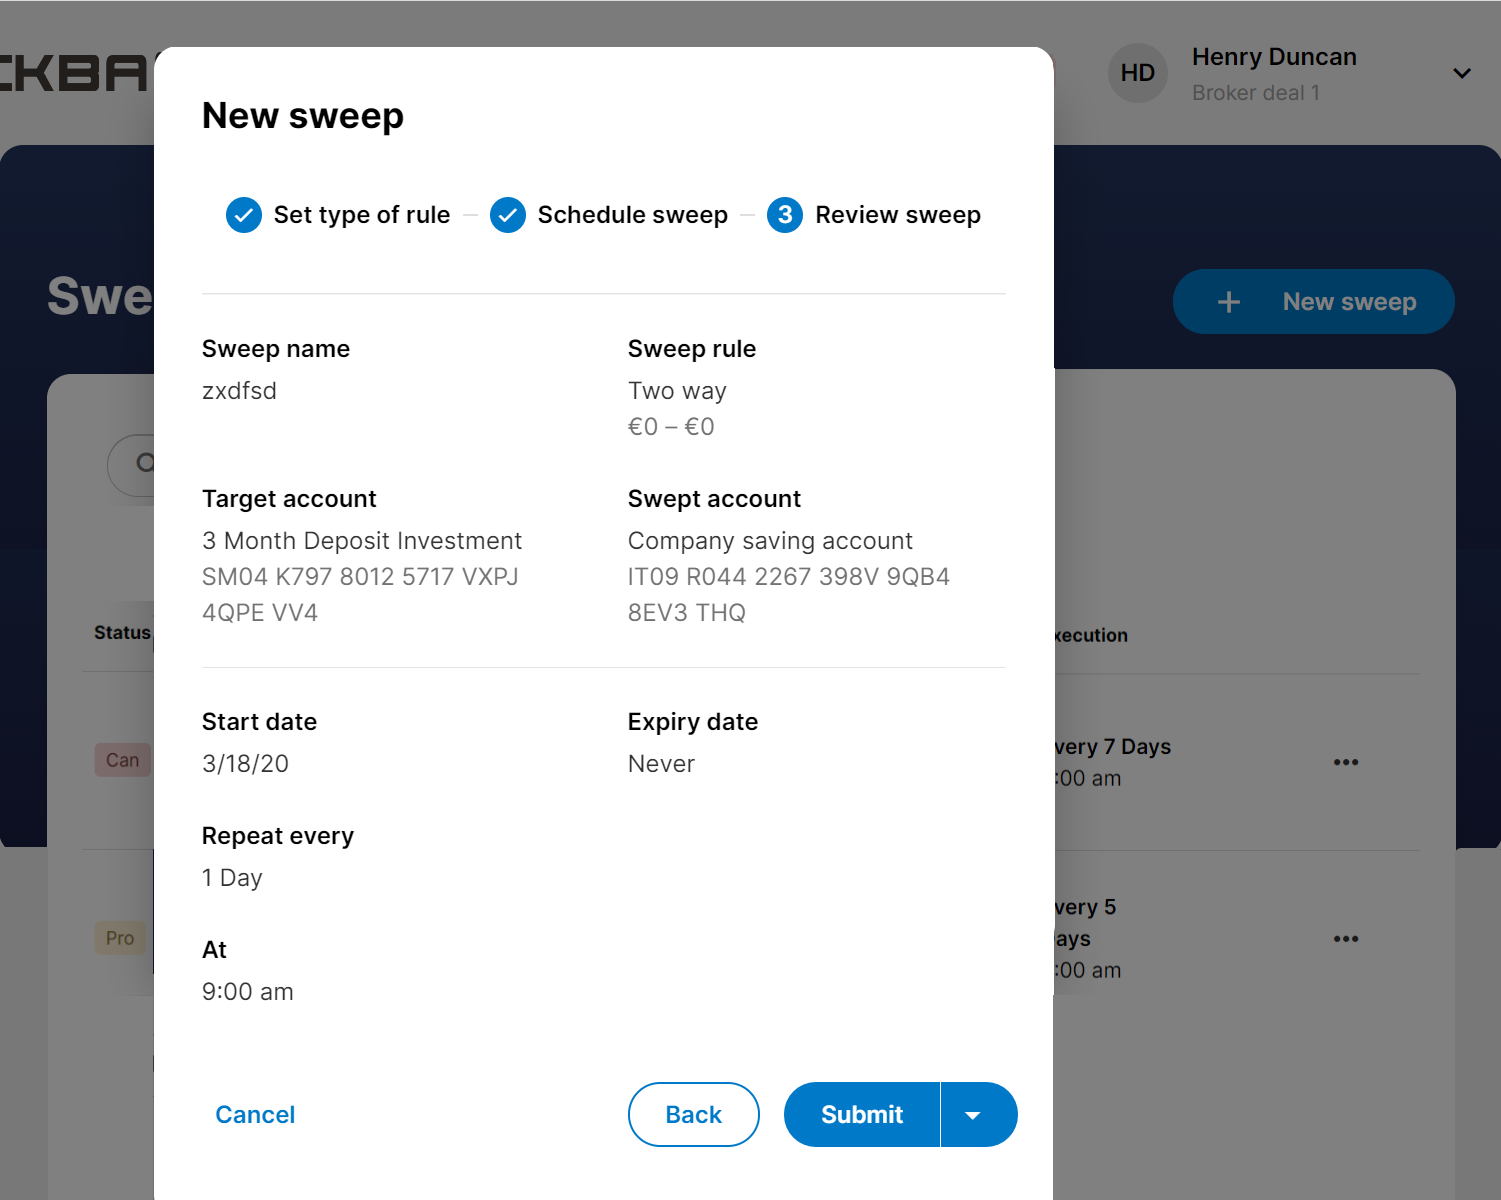 CKBA
HD
Henry Duncan
Broker deal 1
New sweep
Set type of rule
Schedule sweep
3 Review sweep
Swe
New sweep
Sweep name
zxdfsd
Sweep rule
Two way
€0 – €0
Target account
3 Month Deposit Investment
SM04 K797 8012 5717 VXPJ
4QPE VV4
Swept account
Company saving account
IT09 R044 2267 398V 9QB4
8EV3 THQ
Status
xecution
Start date
3/18/20
Expiry date
Never
Can
very 7 Days
:00 am
Repeat every
1 Day
Pro
very 5
ays
:00 am
At
9:00 am
Cancel
Back
Submit